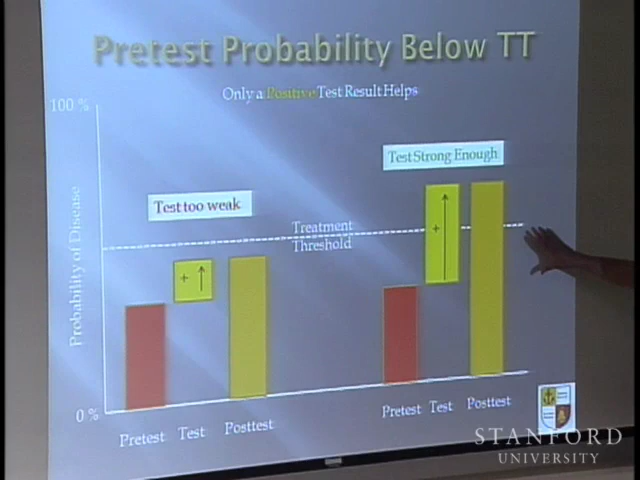 Pretest Probability Below TT
Only a Positive Test Result Helps
100 %
Test Strong Enough
Test too weak
Treatment
Threshold
Probability of Disease
+
+
0 %
Pretest Test Posttest
Pretest Test Posttest
STANFORD
UNIVERSITY